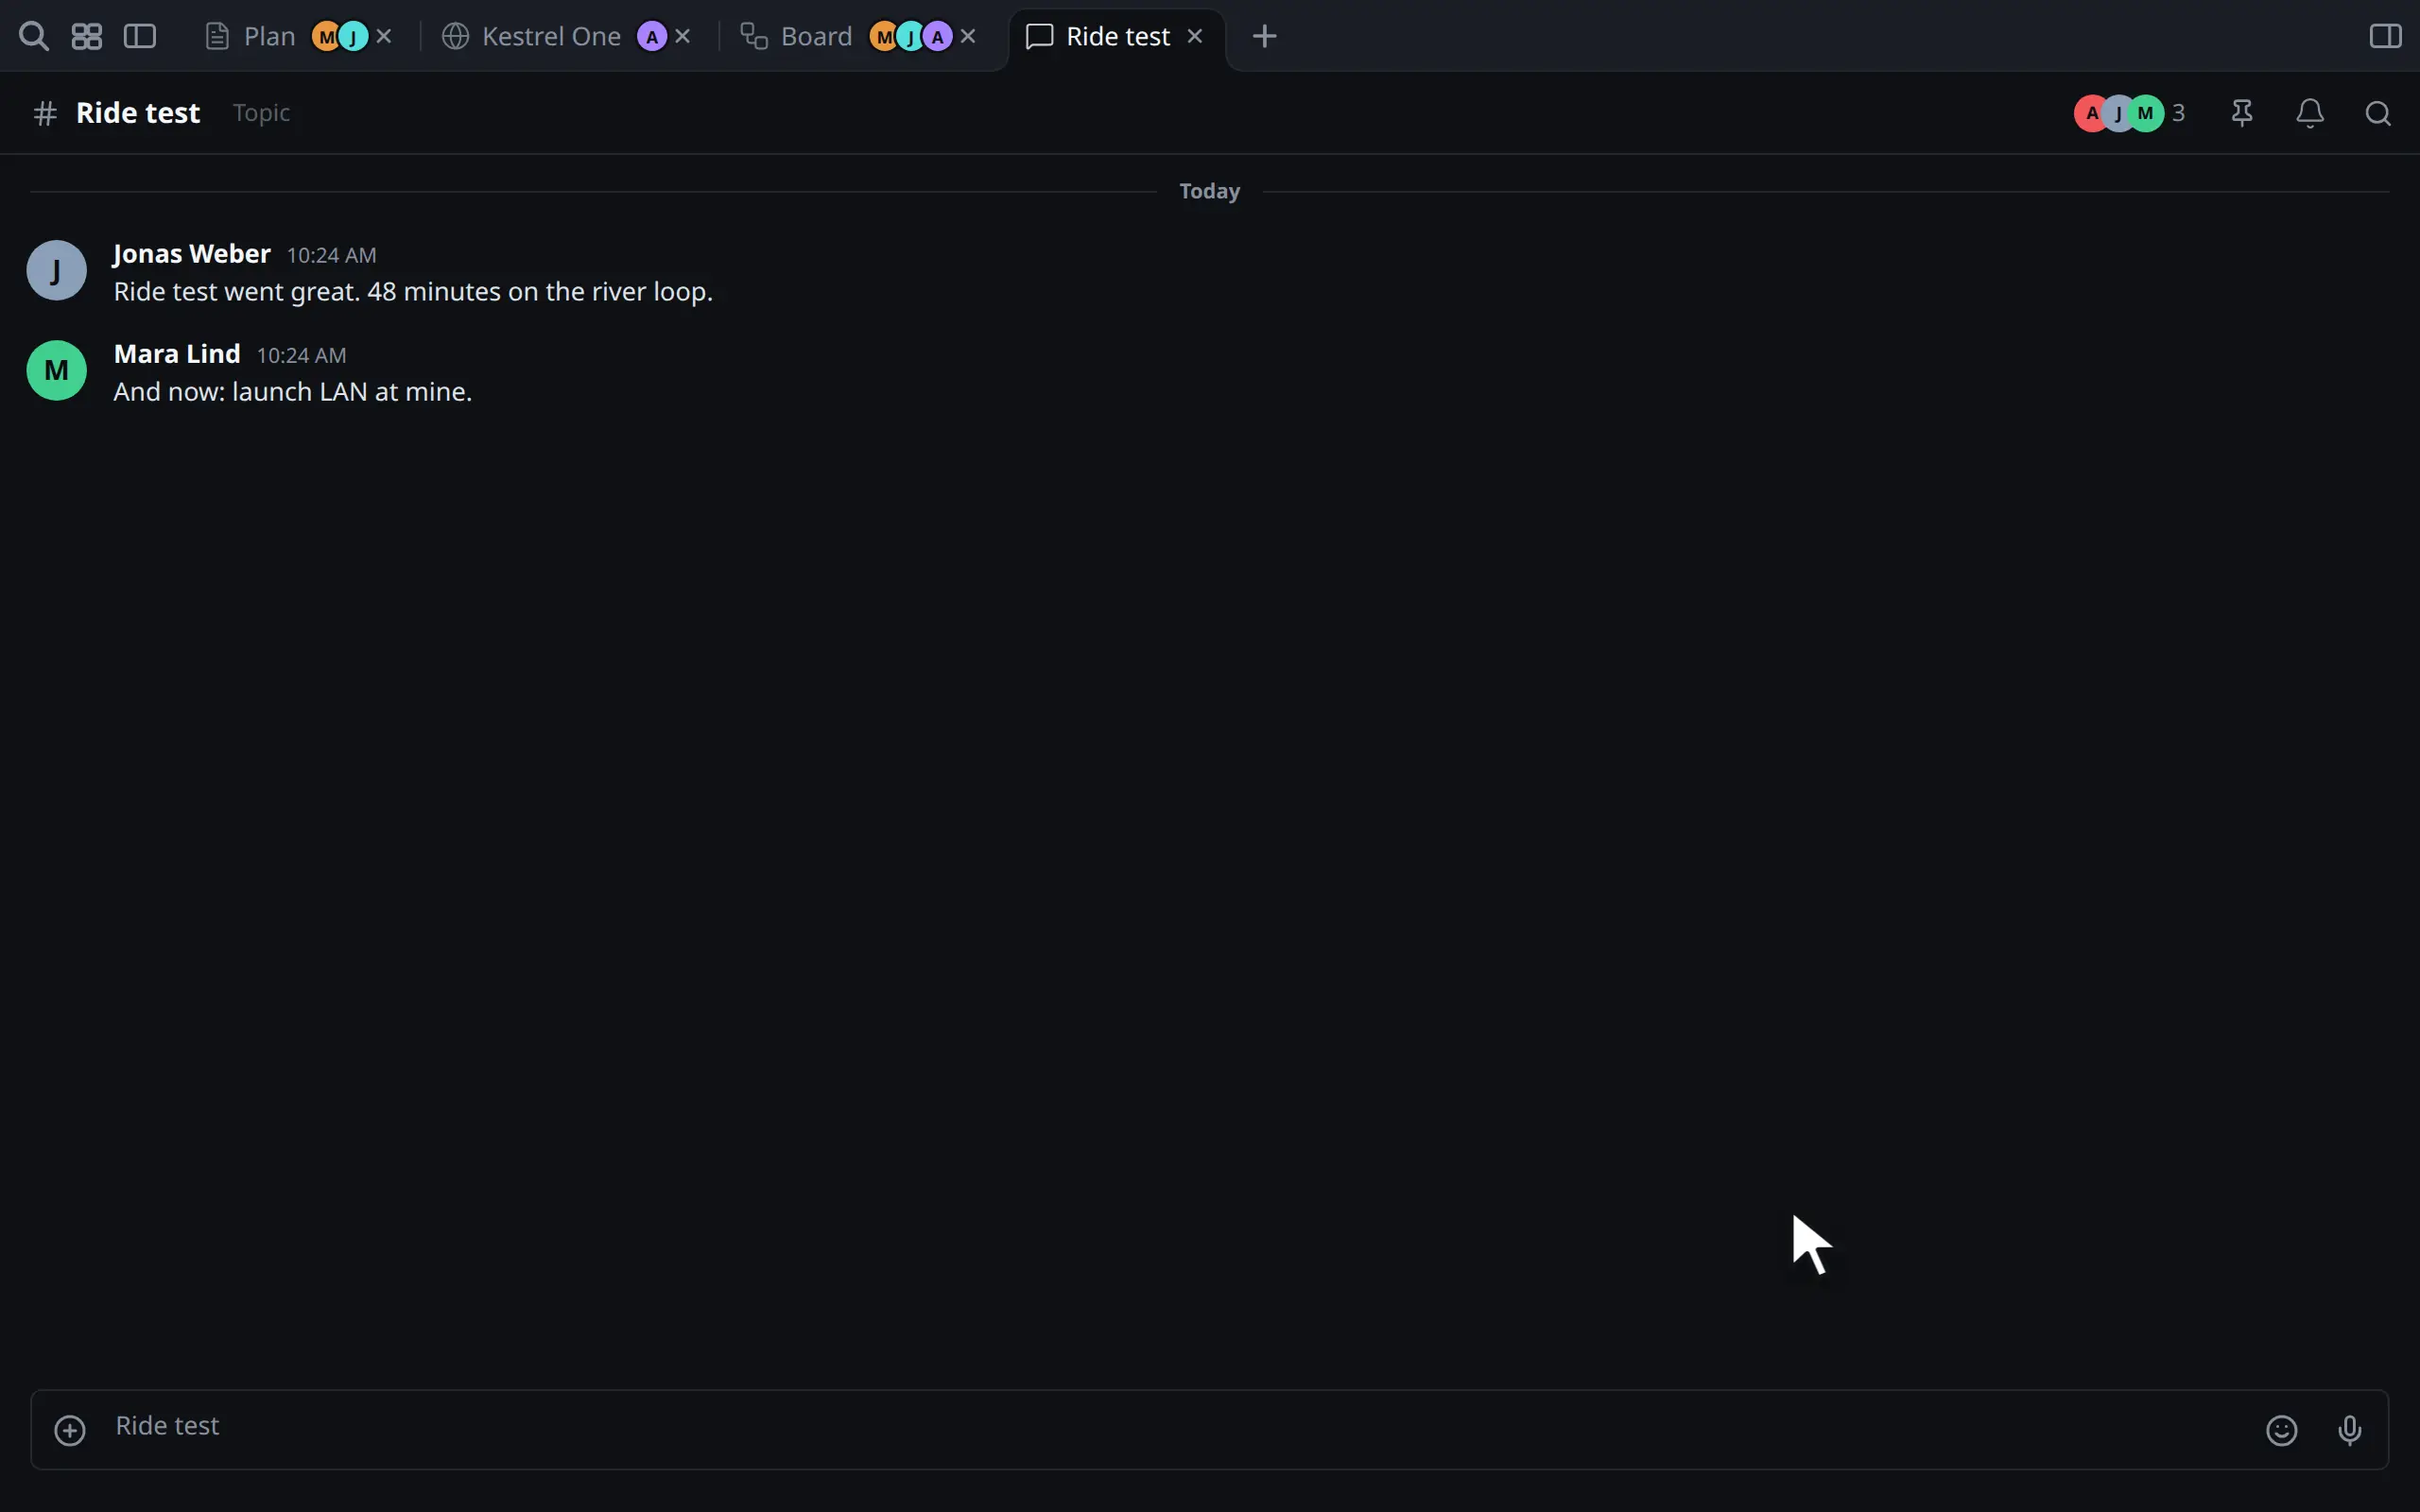 Plan M J
Kestrel One A
Board M J A
Ride test
# Ride test Topic
A J M 3
Today
J
Jonas Weber 10:24 AM
Ride test went great. 48 minutes on the river loop.
M
Mara Lind 10:24 AM
And now: launch LAN at mine.
Ride test